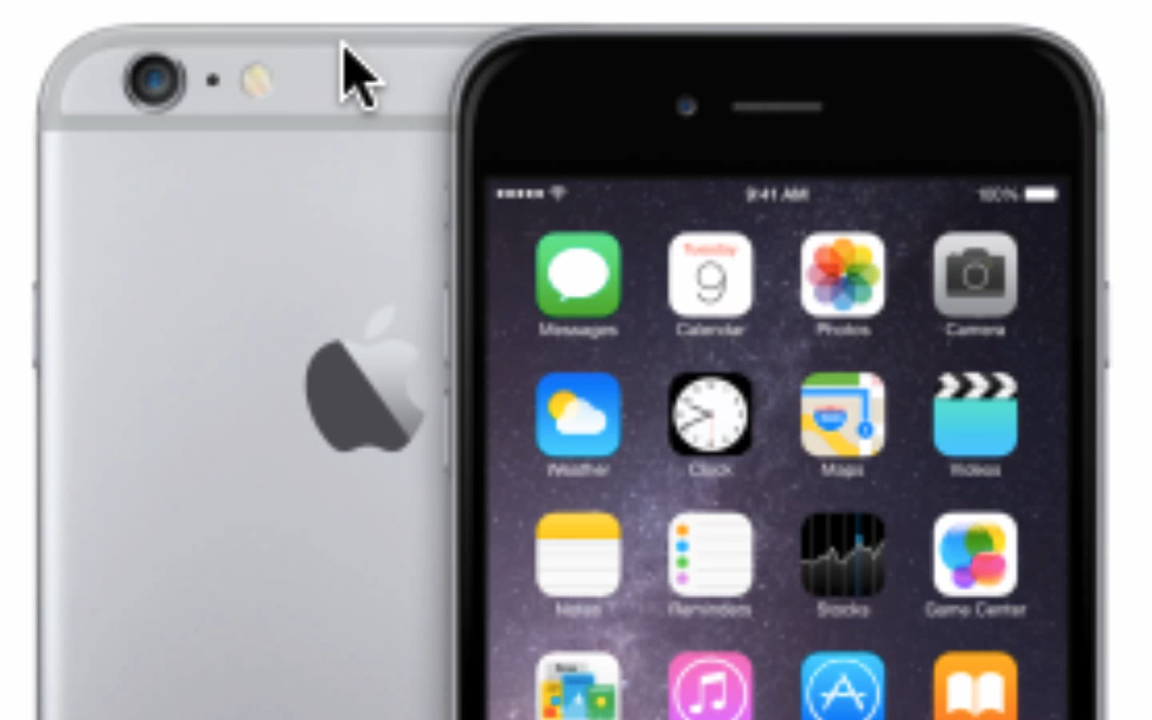 9:41 AM 100%
Tuesday
9
Messages Calendar Photos Camera
Weather Clock Maps Videos
Notes Reminders Stocks Game Center